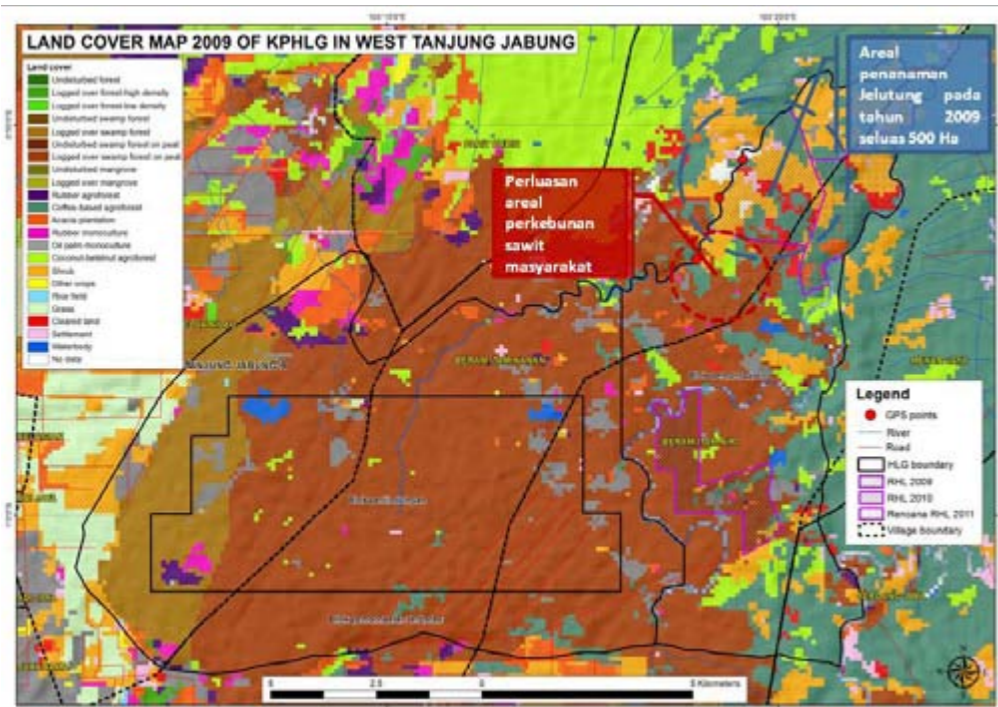 LAND COVER MAP 2009 OF KPHLG IN WEST TANJUNG JABUNG
Land cover
Undisturbed forest
Logged over forest-high density
Logged over forest-low density
Undisturbed swamp forest
Logged over swamp forest
Undisturbed swamp forest on peat
Logged over swamp forest on peat
Undisturbed mangrove
Logged over mangrove
Rubber agroforest
Coffee-based agroforest
Acacia plantation
Rubber monoculture
Oil palm monoculture
Coconut-betelnut agroforest
Shrub
Other crops
Rice field
Grass
Cleared land
Settlement
Waterbody
No data
Areal
penanaman
Jelutung pada
tahun 2009
seluas 500 Ha
Perluasan
areal
perkebunan
sawit
masyarakat
TANJUNG JABUNG
Legend
GPS points
River
Road
HLG boundary
RHL 2009
RHL 2010
Rencana RHL 2011
Village boundary
0 2.5 5 Kilometers